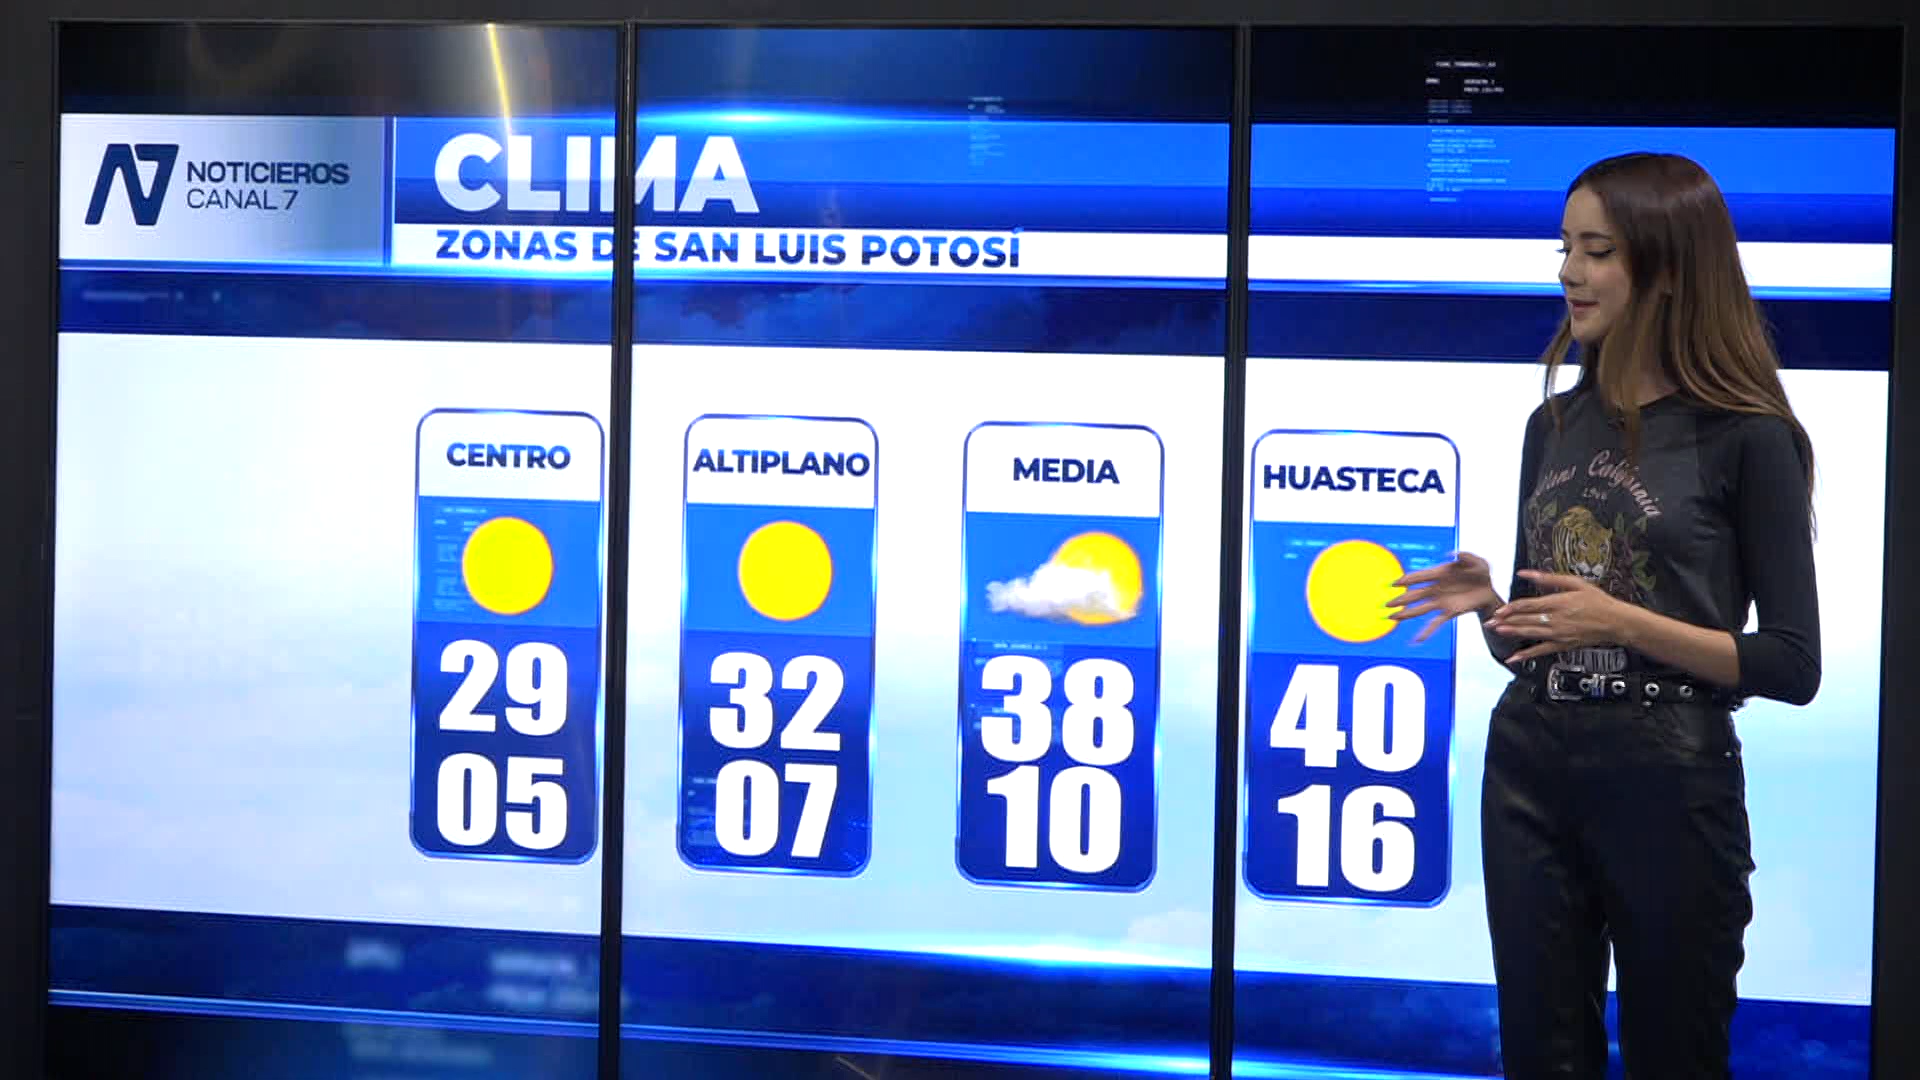 NOTICIEROS
CANAL 7
CLIMA
ZONAS DE SAN LUIS POTOSÍ
CENTRO
29
05
ALTIPLANO
32
07
MEDIA
38
10
HUASTECA
40
16
California